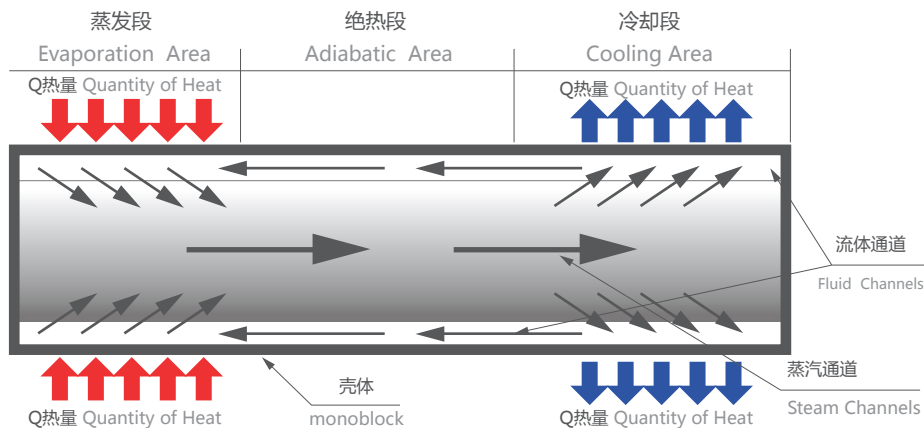 蒸发段
Evaporation Area
绝热段
Adiabatic Area
冷却段
Cooling Area
Q热量 Quantity of Heat
Q热量 Quantity of Heat
流体通道
Fluid Channels
蒸汽通道
Steam Channels
壳体
monoblock
Q热量 Quantity of Heat
Q热量 Quantity of Heat